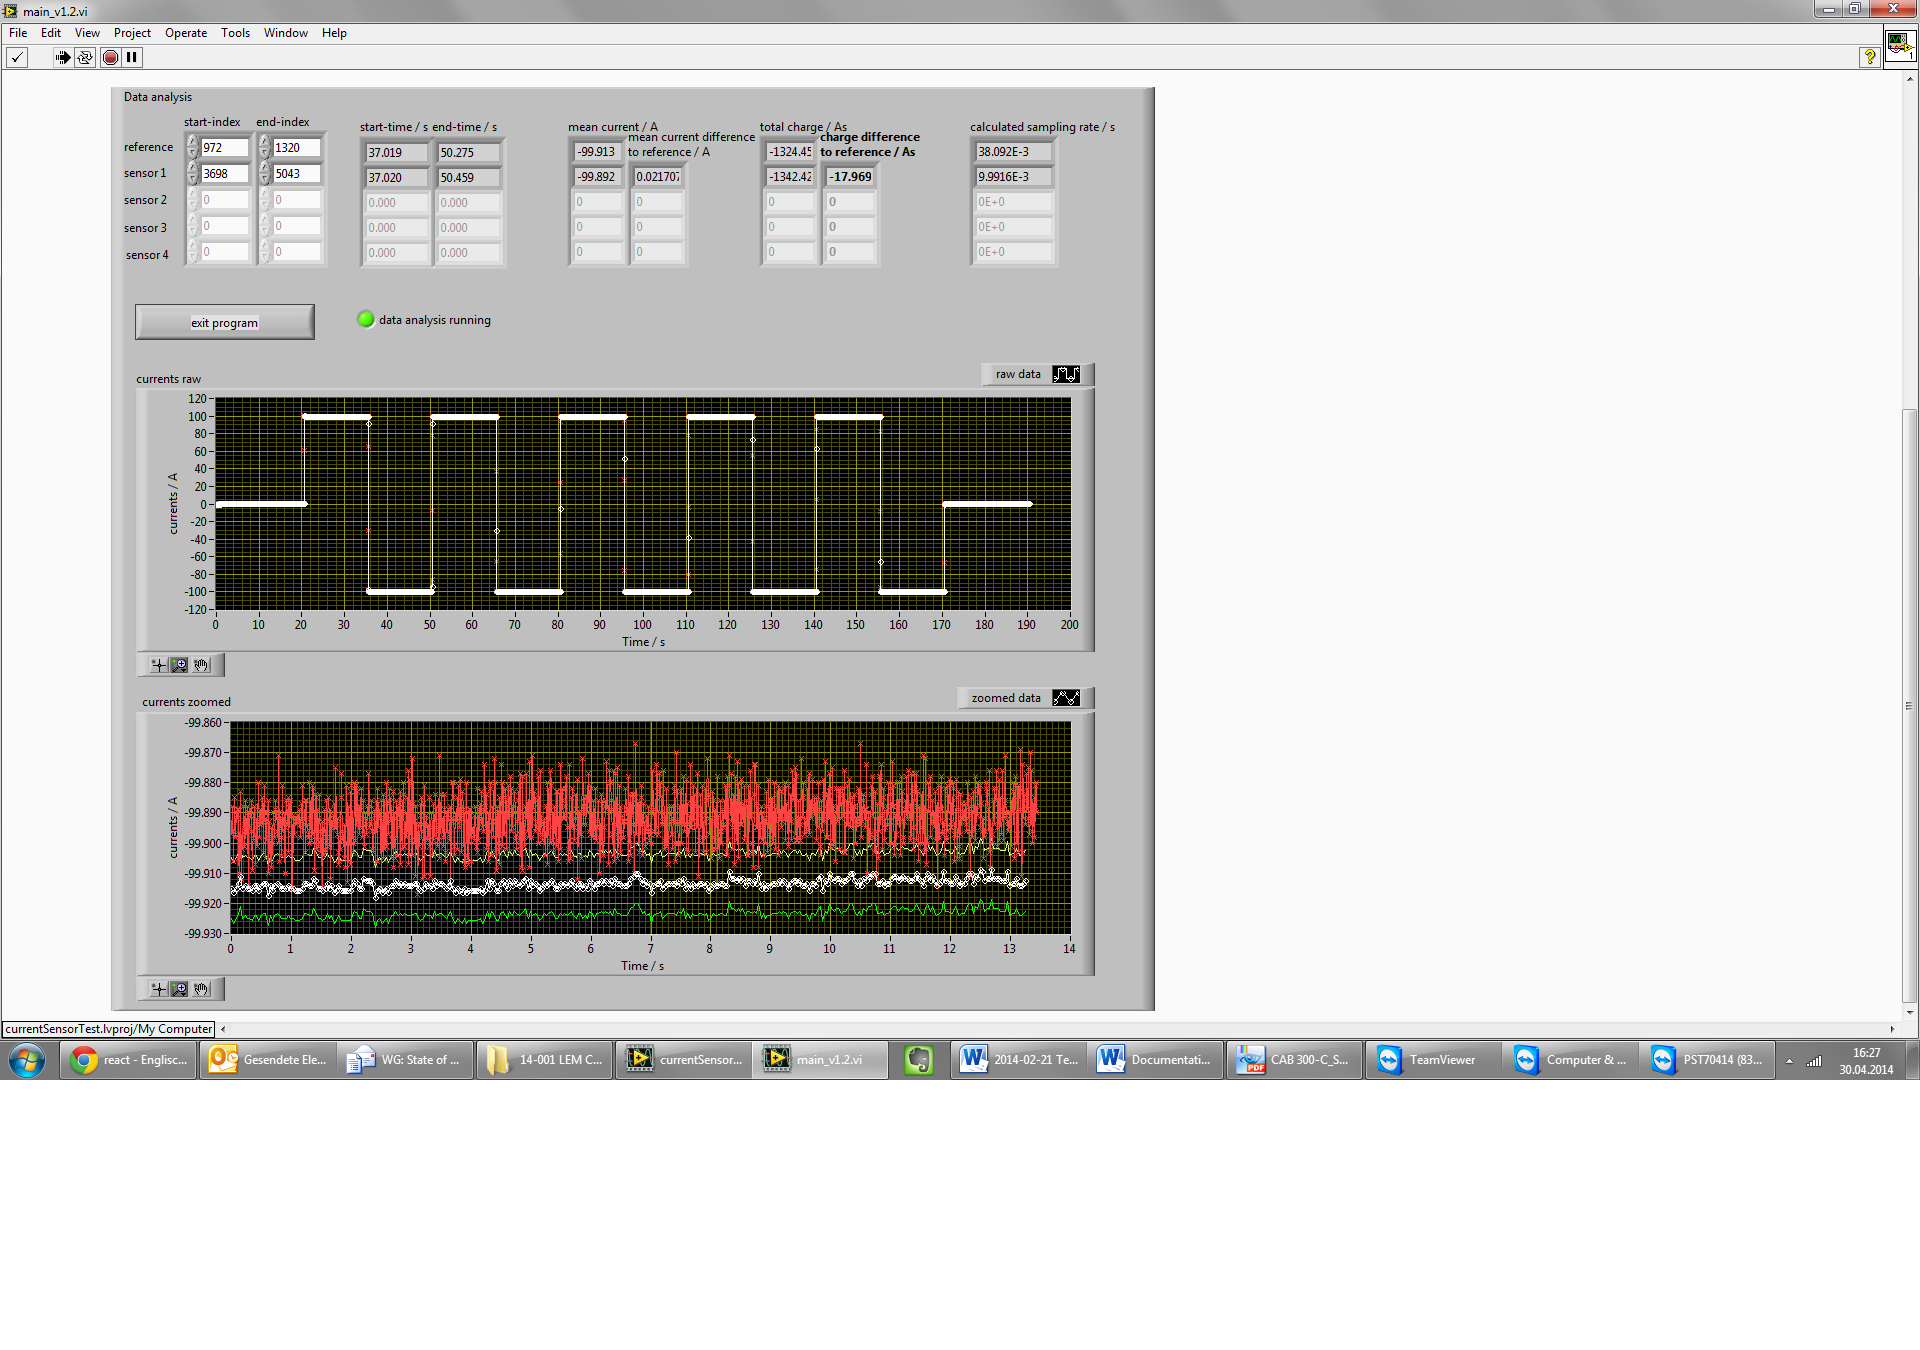 main_v1.2.vi
File Edit View Project Operate Tools Window Help
Data analysis
start-index end-index
start-time / s end-time / s
mean current / A
mean current difference
to reference / A
total charge / As
charge difference
to reference / As
calculated sampling rate / s
reference 972 1320 37.019 50.275 -99.913 -1324.45 38.092E-3
sensor 1 3698 5043 37.020 50.459 -99.892 0.021707 -1342.42 -17.969 9.9916E-3
sensor 2 0 0 0.000 0.000 0 0 0 0 0E+0
sensor 3 0 0 0.000 0.000 0 0 0 0 0E+0
sensor 4 0 0 0.000 0.000 0 0 0 0 0E+0
exit program
data analysis running
currents raw
raw data
currents / A
120
100
80
60
40
20
0
-20
-40
-60
-80
-100
-120
0 10 20 30 40 50 60 70 80 90 100 110 120 130 140 150 160 170 180 190 200
Time / s
currents zoomed
zoomed data
currents / A
-99.860
-99.870
-99.880
-99.890
-99.900
-99.910
-99.920
-99.930
0 1 2 3 4 5 6 7 8 9 10 11 12 13 14
Time / s
currentSensorTest.lvproj/My Computer
react - Englisc... Gesendete Ele... WG: State of ... 14-001 LEM C... currentSensor... main_v1.2.vi 2014-02-21 Te... Documentati... CAB 300-C_S... TeamViewer Computer & ... PST70414 (83...
16:27
30.04.2014